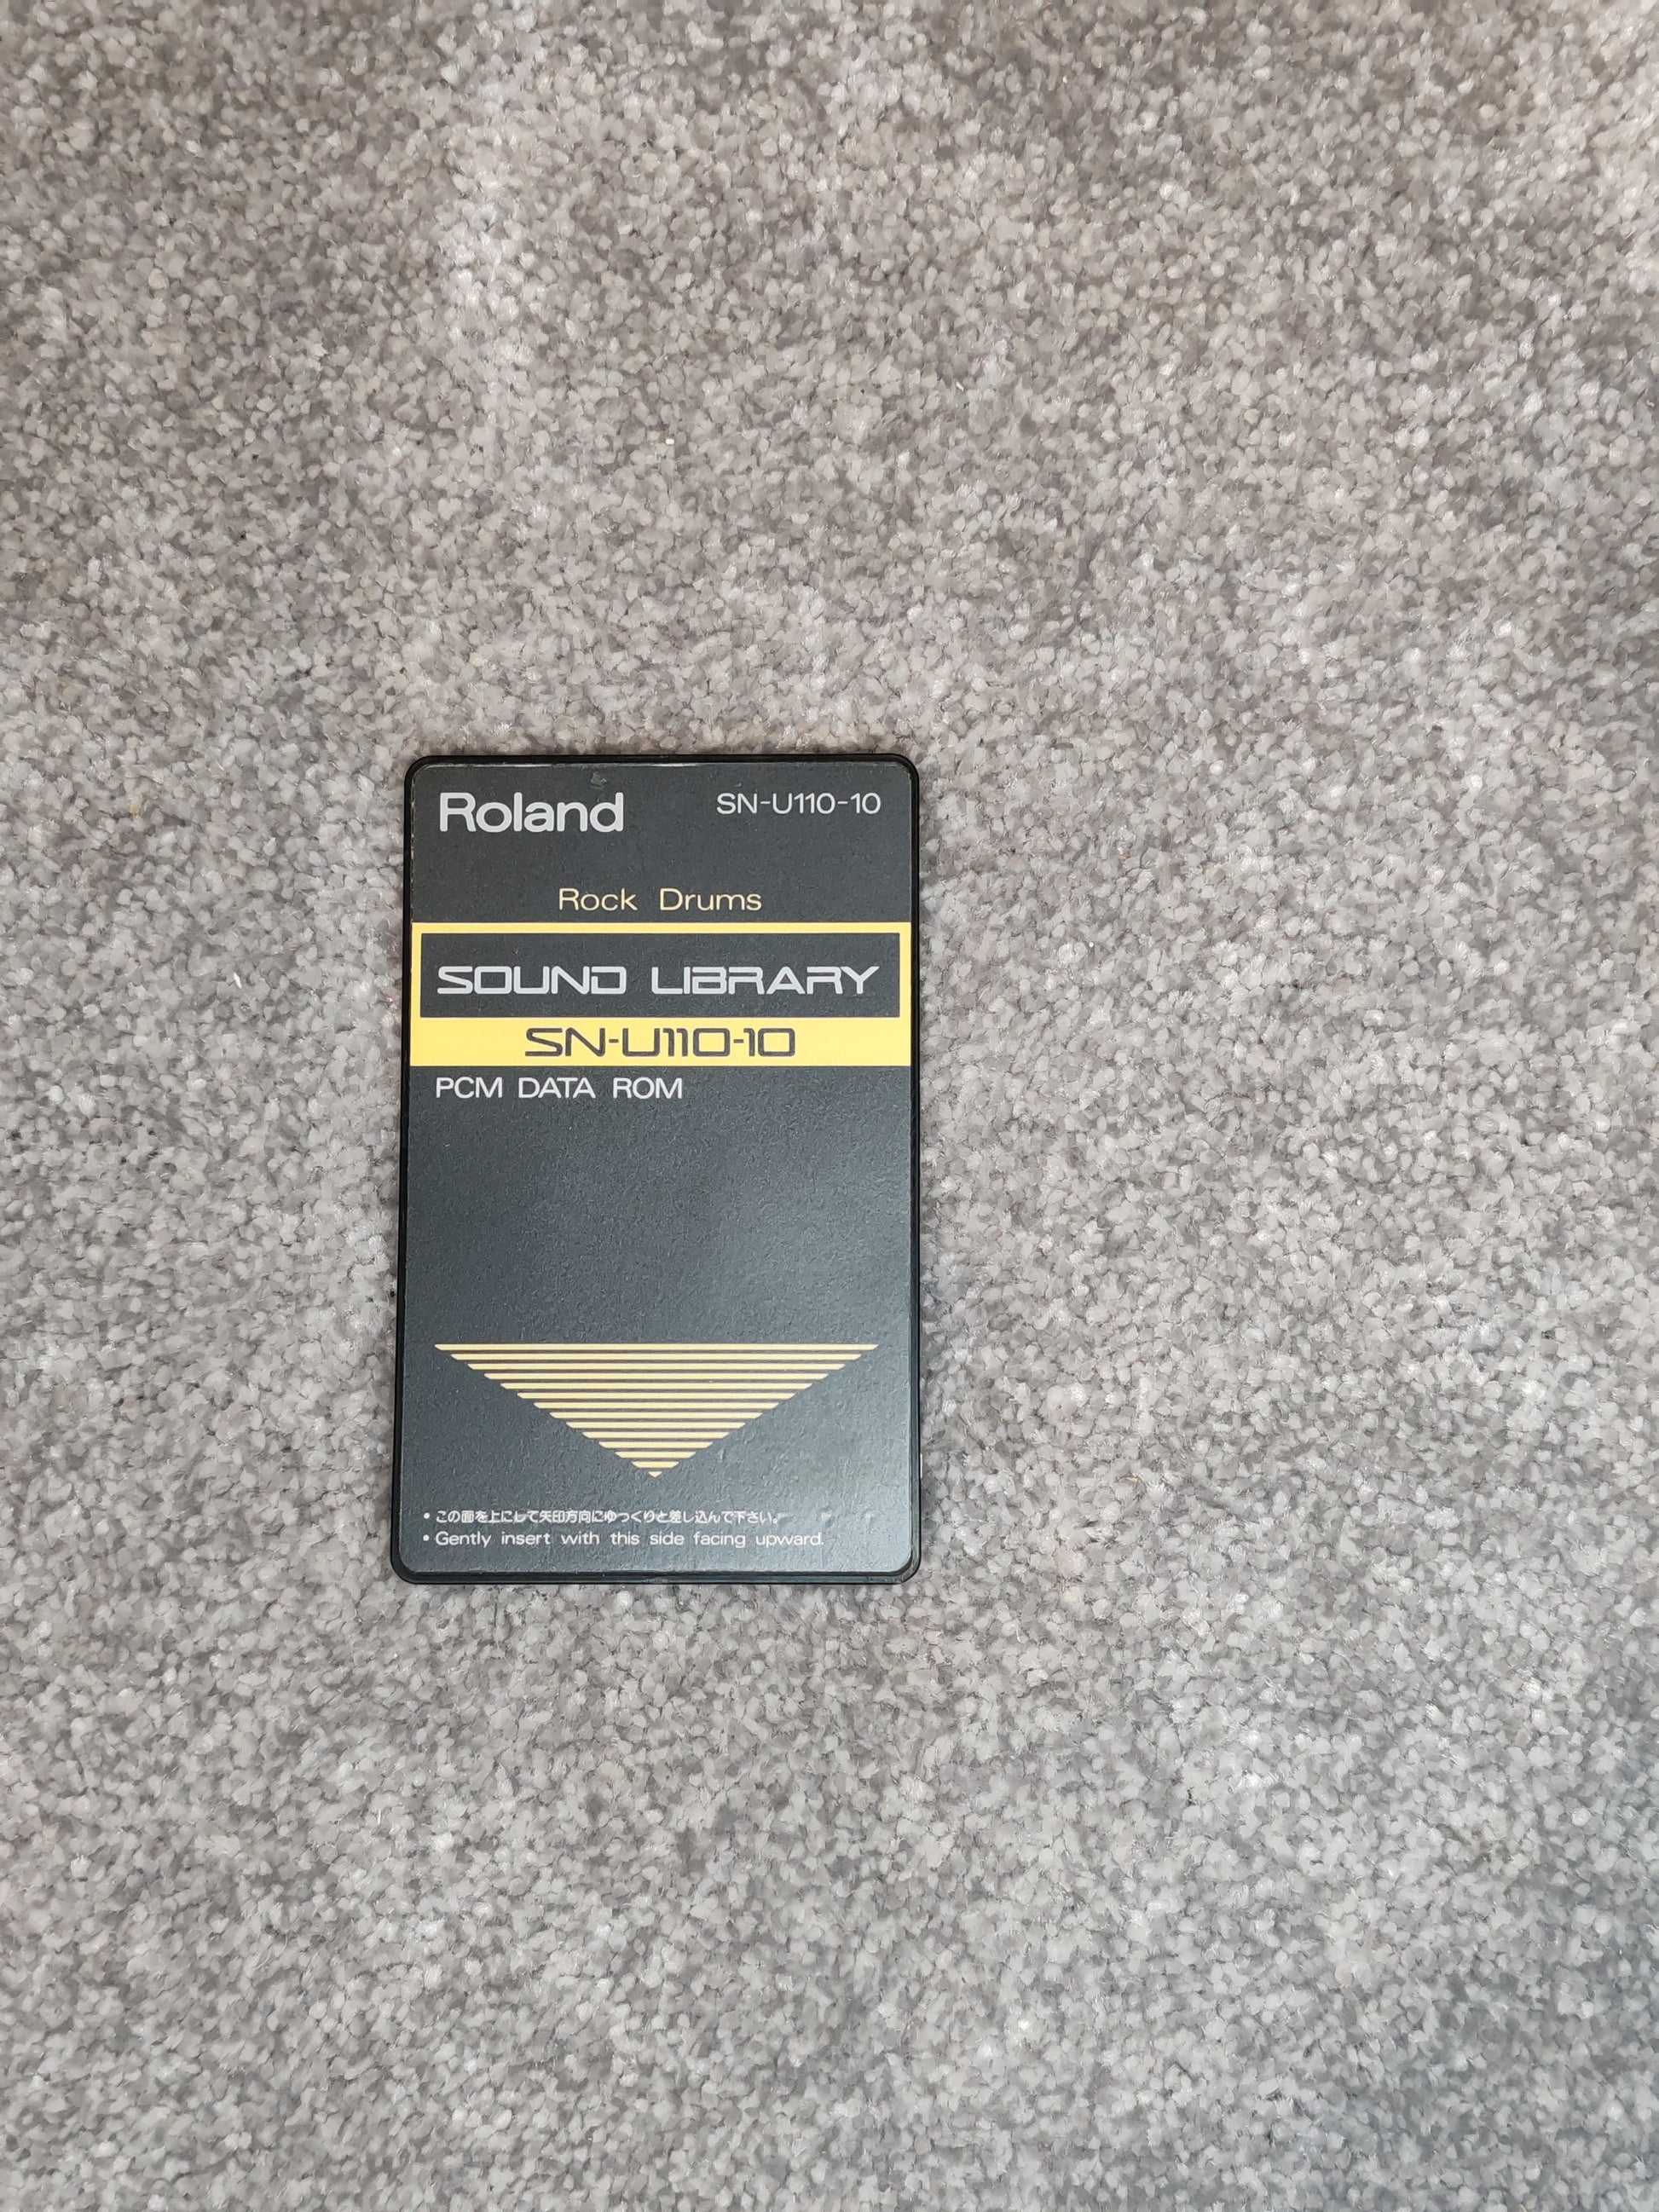 Roland SN-U110-10
Rock Drums
SOUND LIBRARY
SN-U110-10
PCM DATA ROM
• この面を上にして矢印方向にゆっくりと差し込んで下さい。
• Gently insert with this side facing upward.